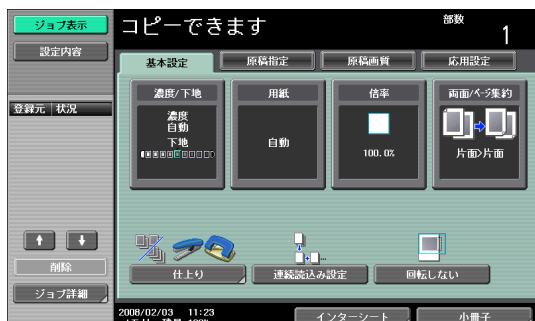 ジョブ表示
設定内容
登録元 状況
削除
ジョブ詳細
コピーできます
部数
1
基本設定
原稿指定
原稿画質
応用設定
濃度/下地
濃度
自動
下地
用紙
自動
倍率
100.0%
両面/ページ集約
片面>片面
仕上り
連続読込み設定
回転しない
2008/02/03 11:23
インターシート
小冊子